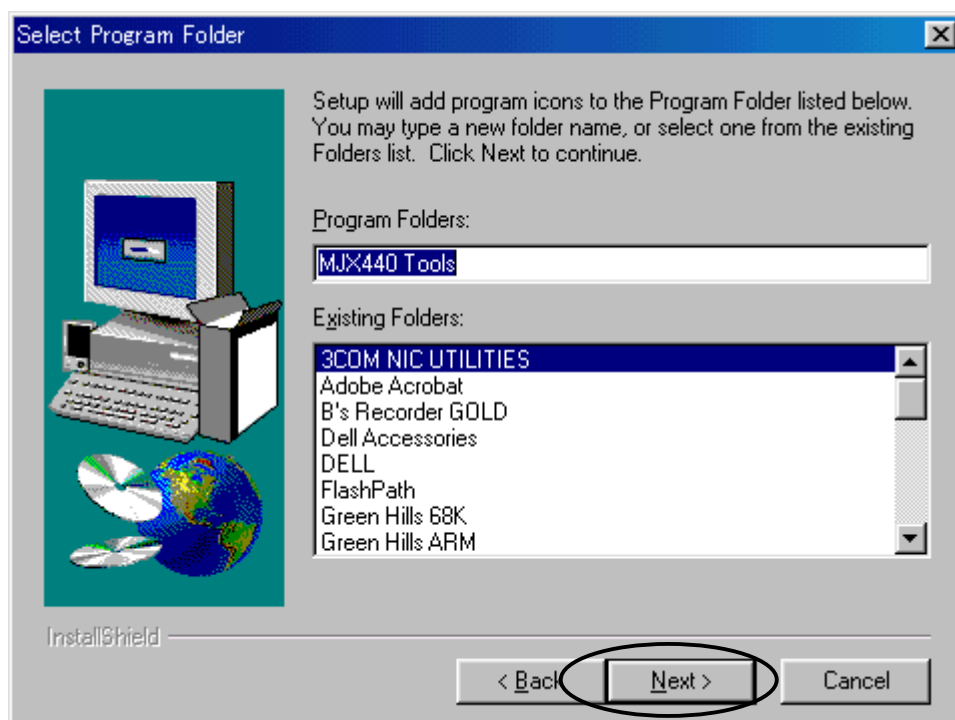 Select Program Folder
Setup will add program icons to the Program Folder listed below.
You may type a new folder name, or select one from the existing
Folders list. Click Next to continue.
Program Folders:
MJX440 Tools
Existing Folders:
3COM NIC UTILITIES
Adobe Acrobat
B's Recorder GOLD
Dell Accessories
DELL
FlashPath
Green Hills 68K
Green Hills ARM
InstallShield
< Back
Next >
Cancel